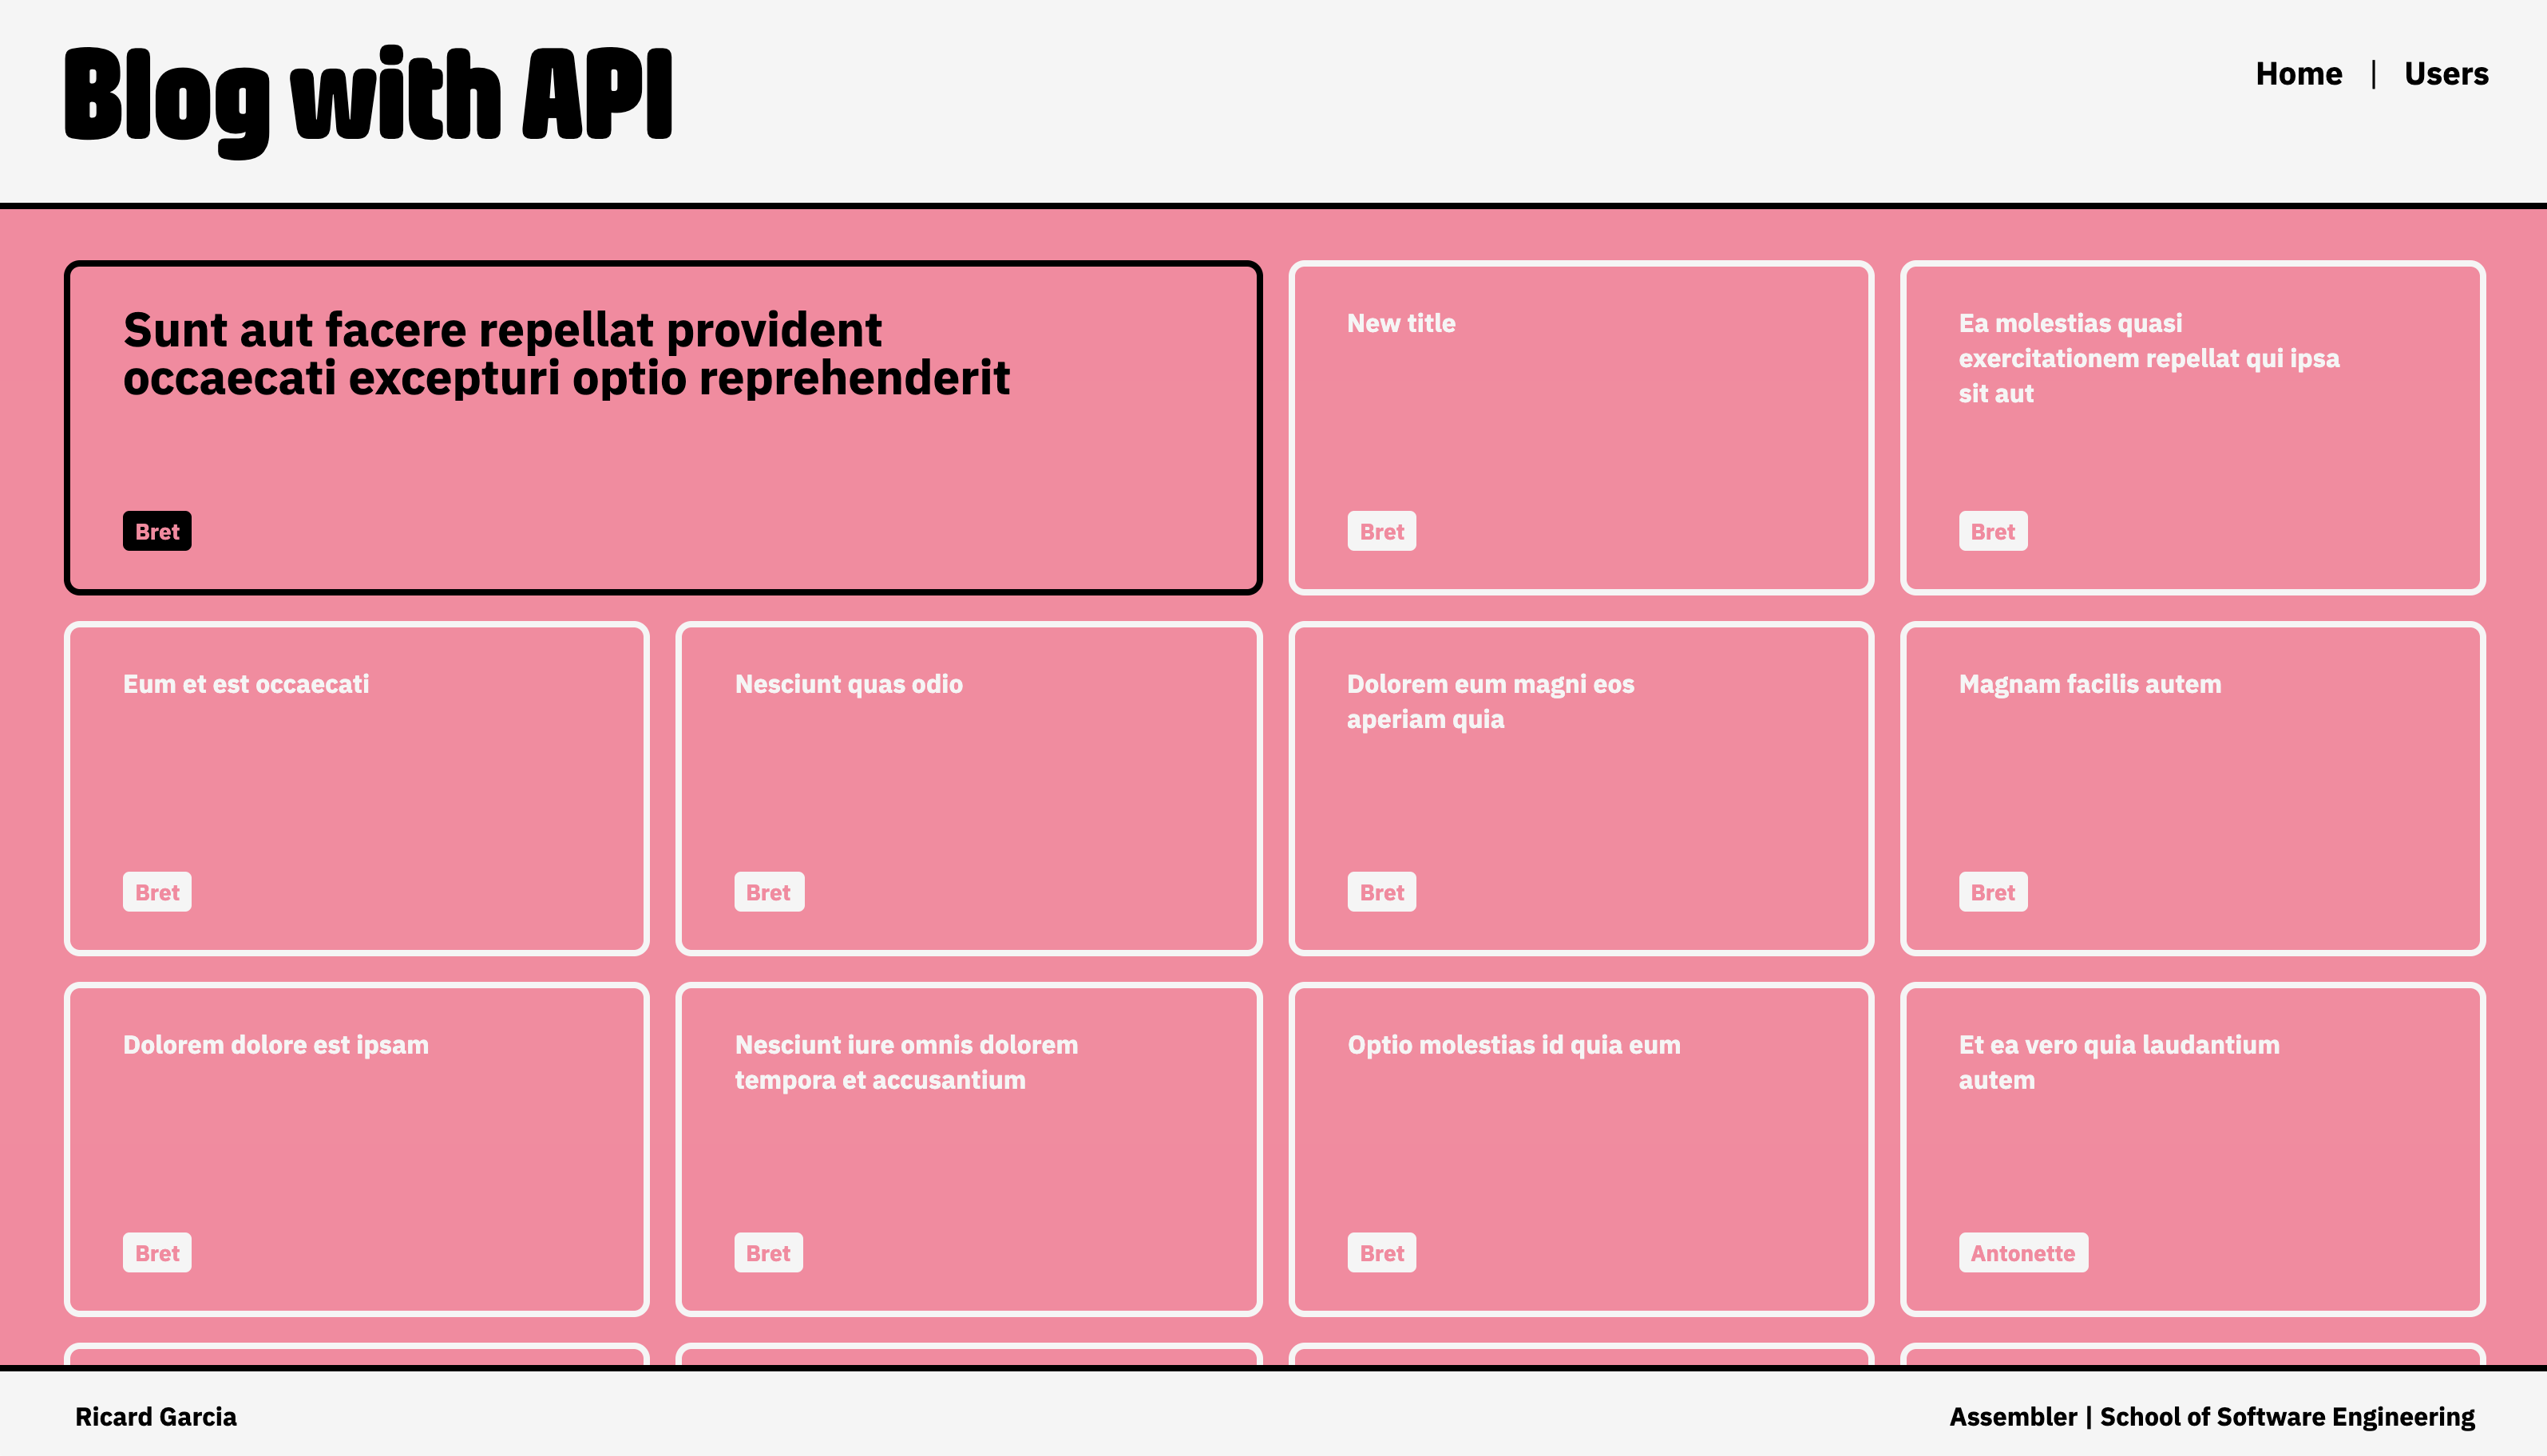 Blog with API
Home | Users
Sunt aut facere repellat provident
occaecati excepturi optio reprehenderit
Bret
New title
Bret
Ea molestias quasi
exercitationem repellat qui ipsa
sit aut
Bret
Eum et est occaecati
Bret
Nesciunt quas odio
Bret
Dolorem eum magni eos
aperiam quia
Bret
Magnam facilis autem
Bret
Dolorem dolore est ipsam
Bret
Nesciunt iure omnis dolorem
tempora et accusantium
Bret
Optio molestias id quia eum
Bret
Et ea vero quia laudantium
autem
Antonette
Ricard Garcia
Assembler | School of Software Engineering